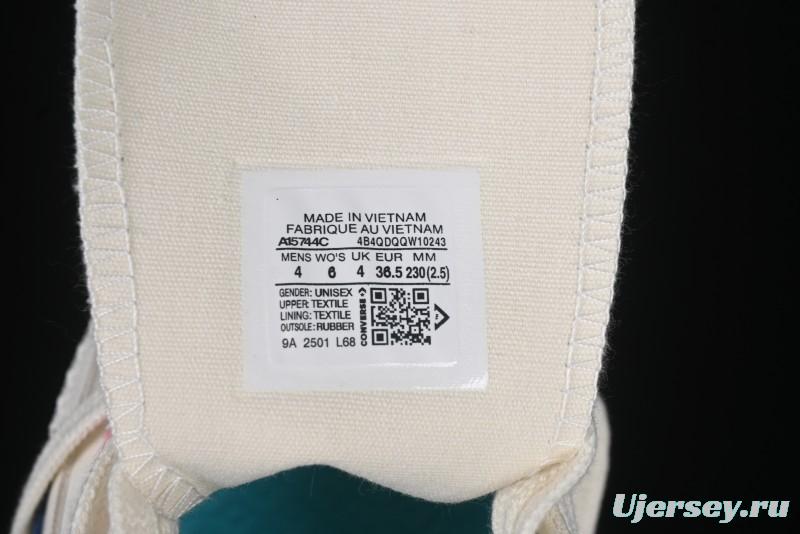 MADE IN VIETNAM
FABRIQUE AU VIETNAM
A15744C 4B4QDQQW10243
MENS WO'S UK EUR MM
4 6 4 36.5 230(2.5)
GENDER: UNISEX
UPPER: TEXTILE
LINING: TEXTILE
OUTSOLE: RUBBER
9A 2501 L68
CONVERSE
Ujersey.ru